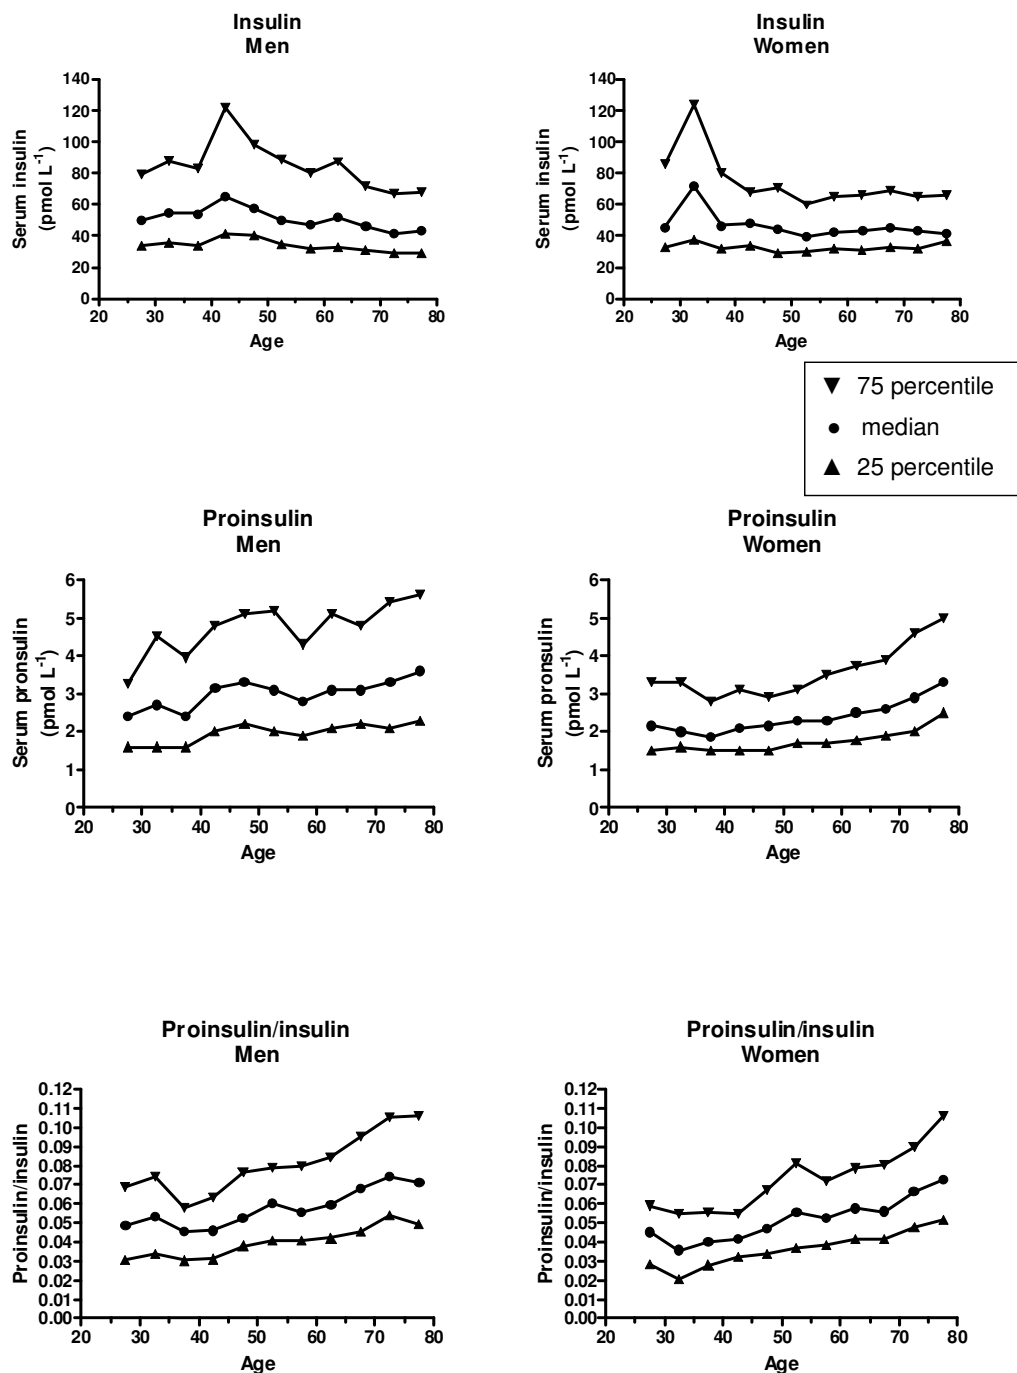 Insulin
Men
Serum insulin
(pmol L-1)
140
120
100
80
60
40
20
0
20 30 40 50 60 70 80
Age
Insulin
Women
Serum insulin
(pmol L-1)
140
120
100
80
60
40
20
0
20 30 40 50 60 70 80
Age
75 percentile
median
25 percentile
Proinsulin
Men
Serum pronsulin
(pmol L-1)
6
5
4
3
2
1
0
20 30 40 50 60 70 80
Age
Proinsulin
Women
Serum pronsulin
(pmol L-1)
6
5
4
3
2
1
0
20 30 40 50 60 70 80
Age
Proinsulin/insulin
Men
Proinsulin/insulin
0.12
0.11
0.10
0.09
0.08
0.07
0.06
0.05
0.04
0.03
0.02
0.01
0.00
20 30 40 50 60 70 80
Age
Proinsulin/insulin
Women
Proinsulin/insulin
0.12
0.11
0.10
0.09
0.08
0.07
0.06
0.05
0.04
0.03
0.02
0.01
0.00
20 30 40 50 60 70 80
Age